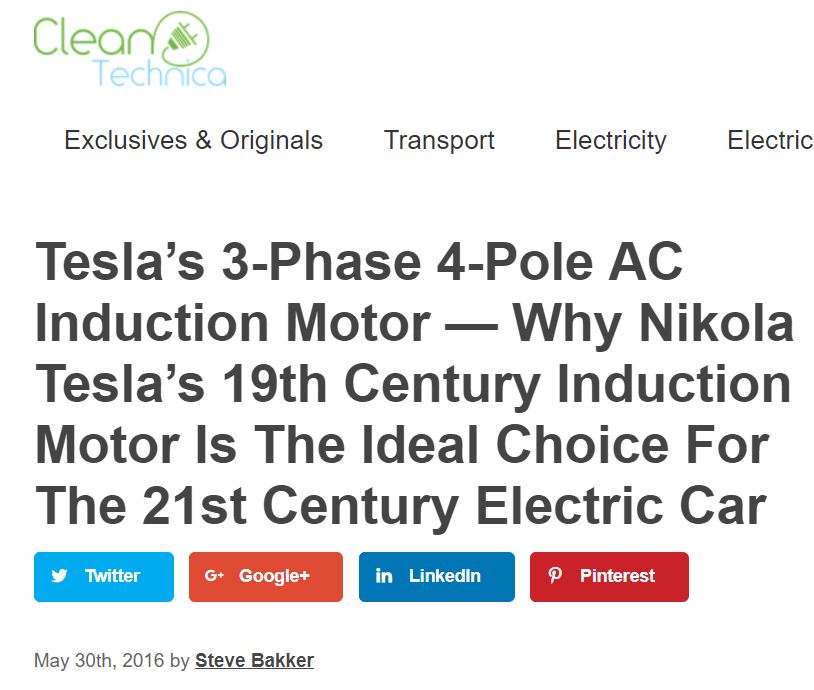 Clean
Technica
Exclusives & Originals Transport Electricity Electric
Tesla’s 3-Phase 4-Pole AC
Induction Motor — Why Nikola
Tesla’s 19th Century Induction
Motor Is The Ideal Choice For
The 21st Century Electric Car
Twitter G+ Google+ in LinkedIn Pinterest
May 30th, 2016 by Steve Bakker